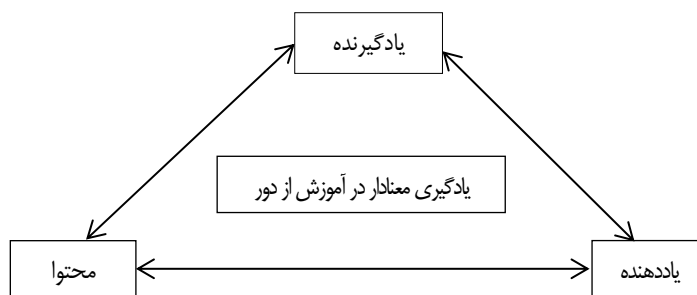 یادگیرنده
یادگیری معنادار در آموزش از دور
یاددهنده
محتوا